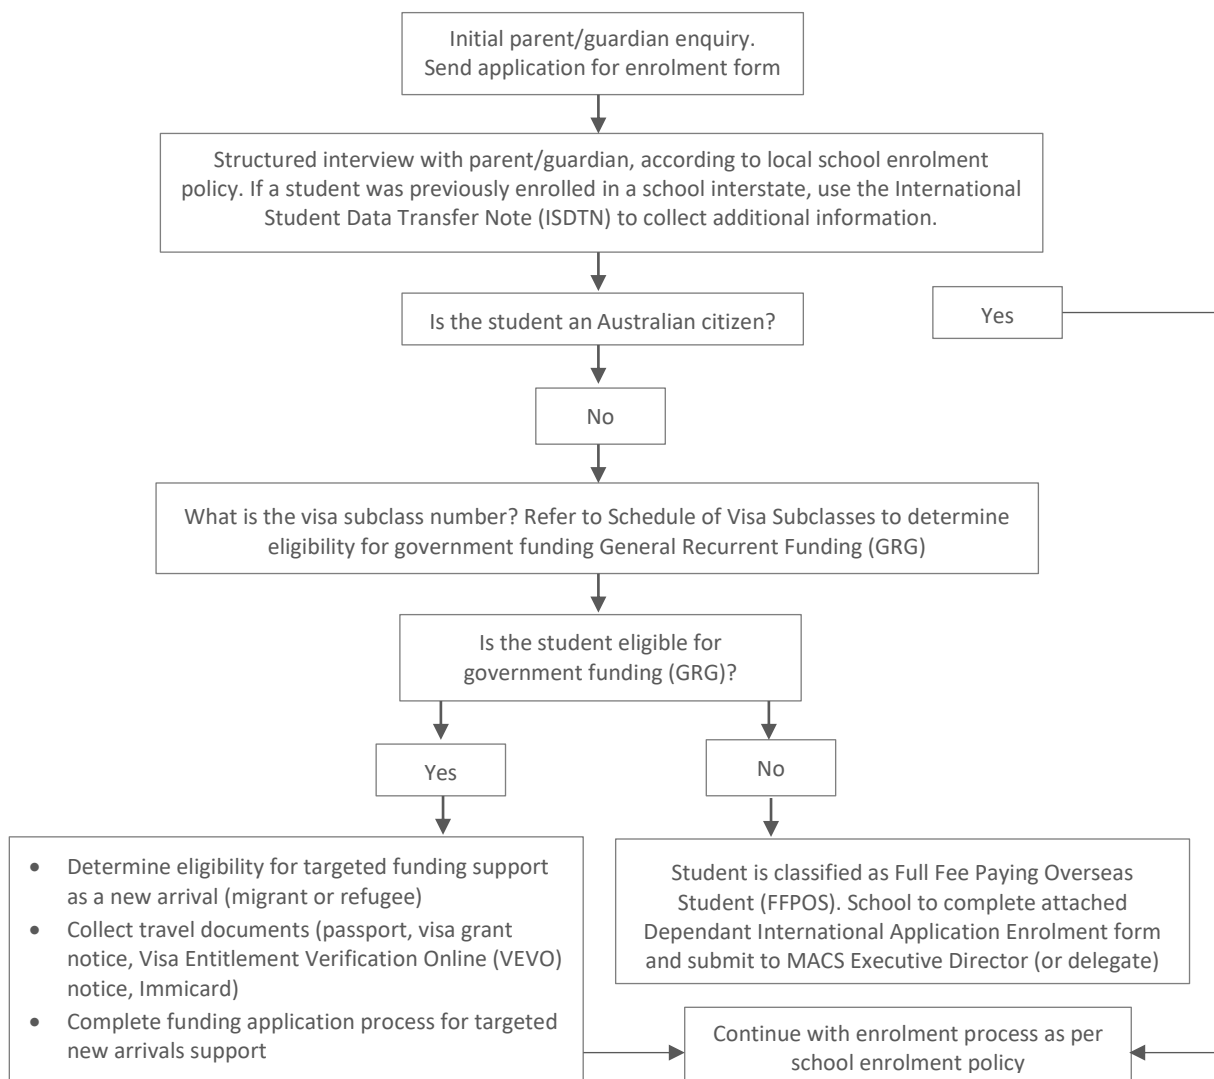 Initial parent/guardian enquiry.
Send application for enrolment form
Structured interview with parent/guardian, according to local school enrolment
policy. If a student was previously enrolled in a school interstate, use the International
Student Data Transfer Note (ISDTN) to collect additional information.
Is the student an Australian citizen?
Yes
No
What is the visa subclass number? Refer to Schedule of Visa Subclasses to determine
eligibility for government funding General Recurrent Funding (GRG)
Is the student eligible for
government funding (GRG)?
Yes
No
• Determine eligibility for targeted funding support
as a new arrival (migrant or refugee)
• Collect travel documents (passport, visa grant
notice, Visa Entitlement Verification Online (VEVO)
notice, Immicard)
• Complete funding application process for targeted
new arrivals support
Student is classified as Full Fee Paying Overseas
Student (FFPOS). School to complete attached
Dependant International Application Enrolment form
and submit to MACS Executive Director (or delegate)
Continue with enrolment process as per
school enrolment policy